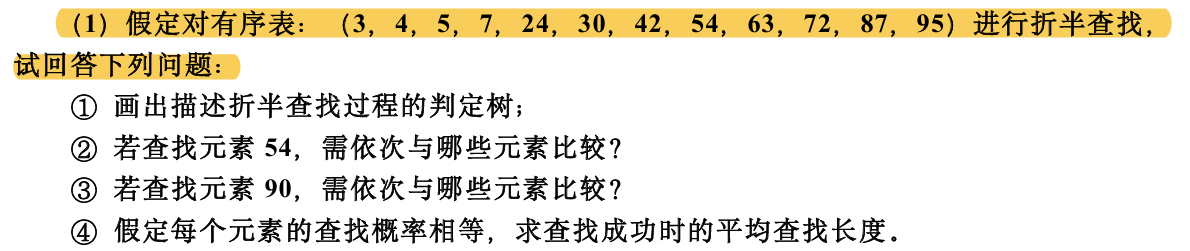 (1) 假定对有序表：（3，4，5，7，24，30，42，54，63，72，87，95）进行折半查找，
试回答下列问题：
① 画出描述折半查找过程的判定树；
② 若查找元素 54，需依次与哪些元素比较？
③ 若查找元素 90，需依次与哪些元素比较？
④ 假定每个元素的查找概率相等，求查找成功时的平均查找长度。